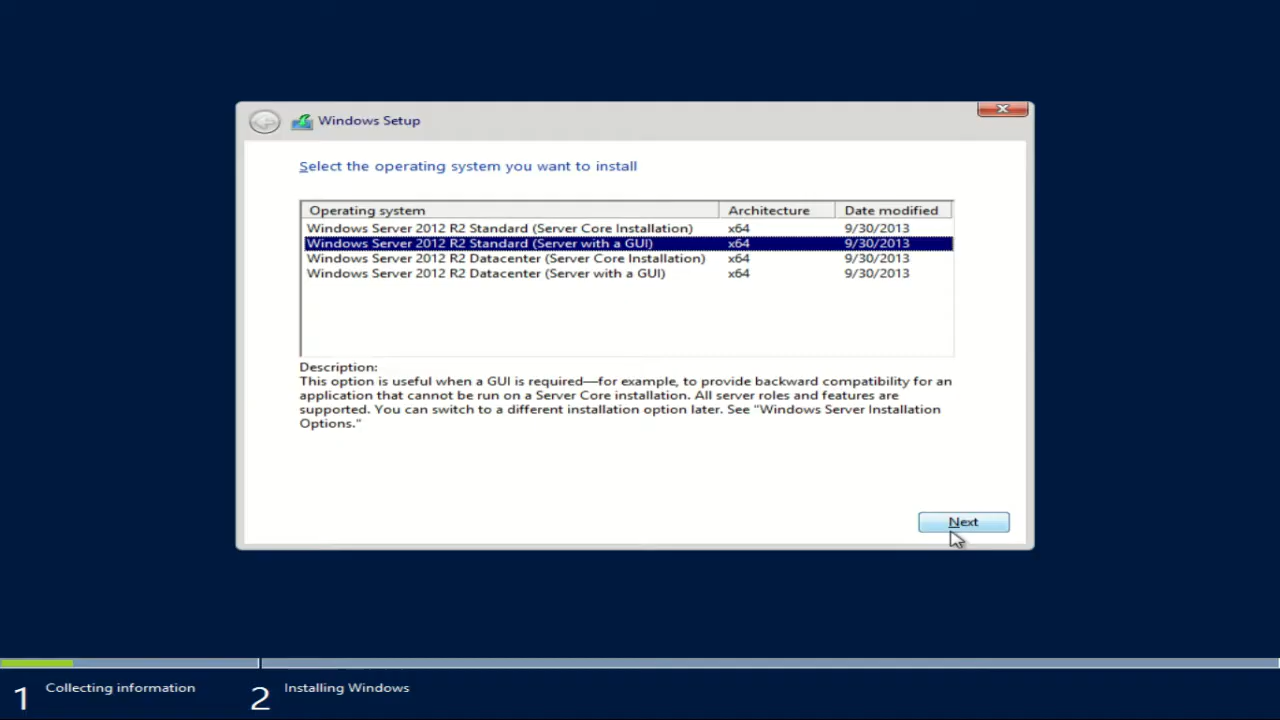 Windows Setup
Select the operating system you want to install
Operating system Architecture Date modified
Windows Server 2012 R2 Standard (Server Core Installation) x64 9/30/2013
Windows Server 2012 R2 Standard (Server with a GUI) x64 9/30/2013
Windows Server 2012 R2 Datacenter (Server Core Installation) x64 9/30/2013
Windows Server 2012 R2 Datacenter (Server with a GUI) x64 9/30/2013
Description:
This option is useful when a GUI is required—for example, to provide backward compatibility for an
application that cannot be run on a Server Core installation. All server roles and features are
supported. You can switch to a different installation option later. See "Windows Server Installation
Options."
Next
1 Collecting information 2 Installing Windows